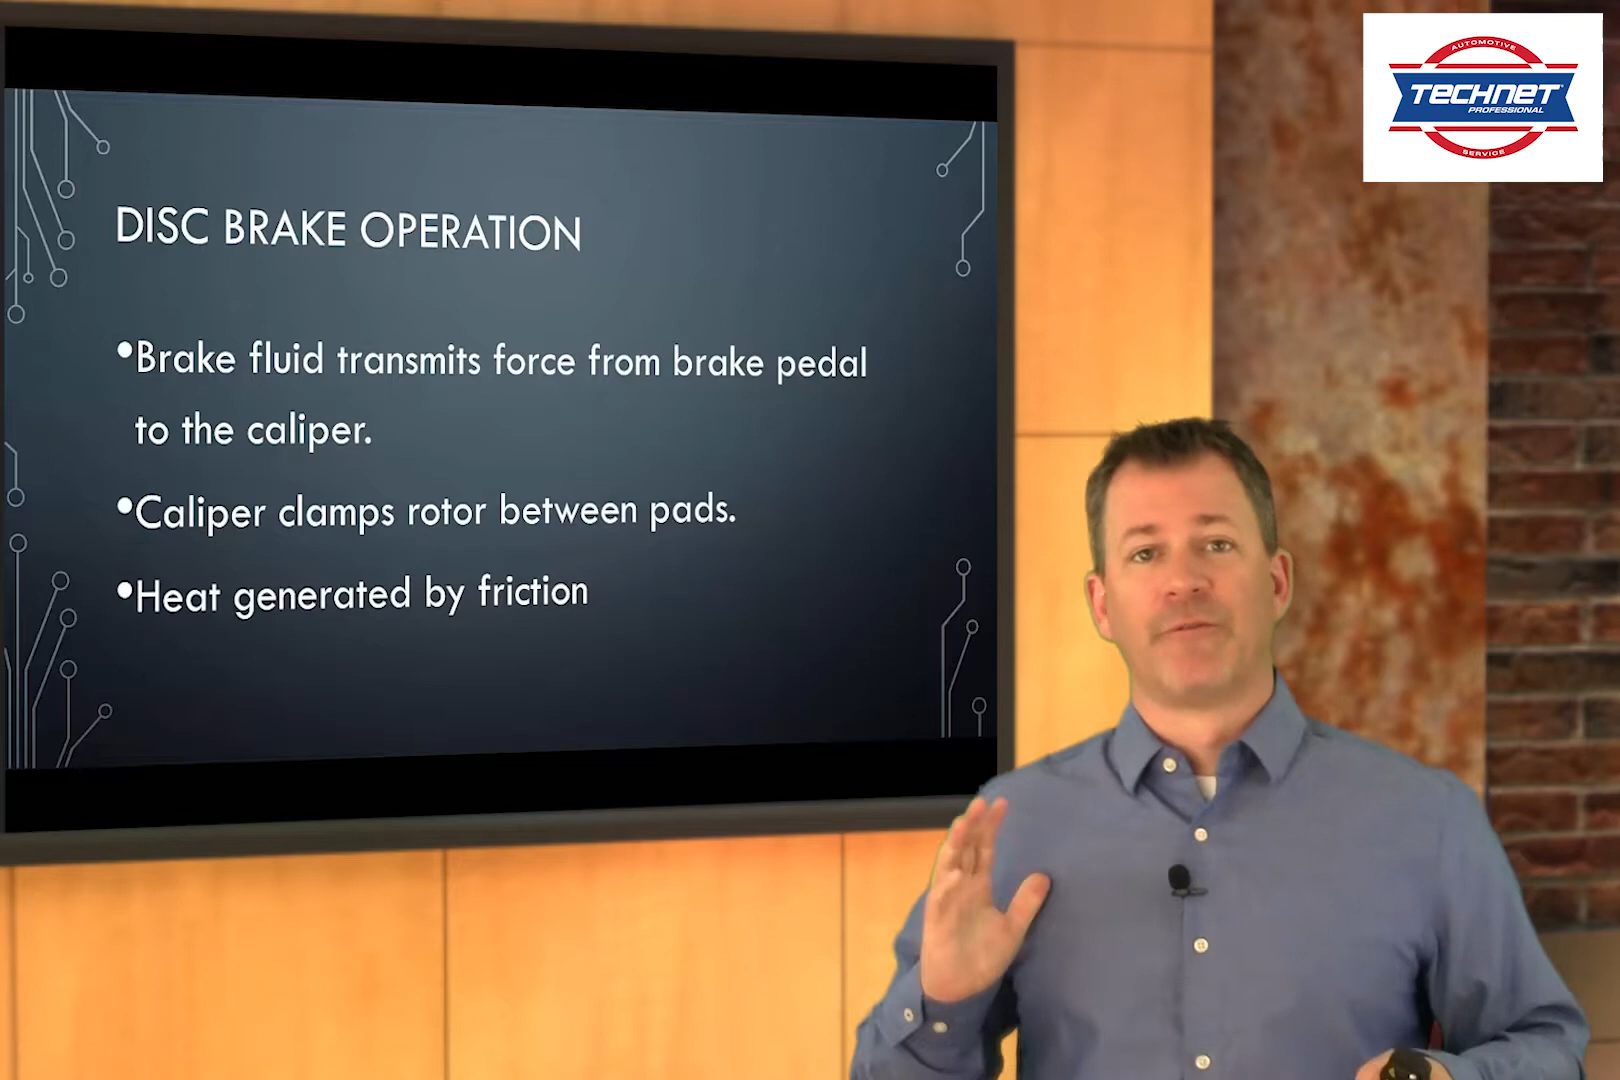 AUTOMOTIVE
TECHNET
PROFESSIONAL
SERVICE
DISC BRAKE OPERATION
•Brake fluid transmits force from brake pedal
to the caliper.
•Caliper clamps rotor between pads.
•Heat generated by friction